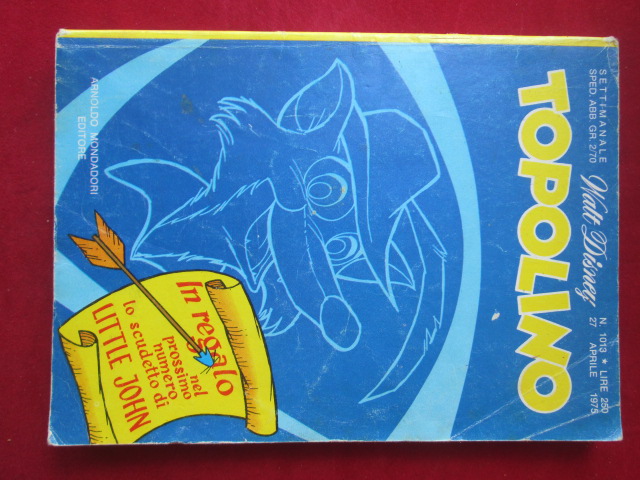 SETTIMANALE
SPED. ABB. GR. 2/70
Walt Disney
N. 1013 ★ LIRE 250
27 APRILE 1975
TOPOLINO
In regalo
nel
prossimo
numero
lo scudetto di
LITTLE JOHN
ARNOLDO MONDADORI
EDITORE